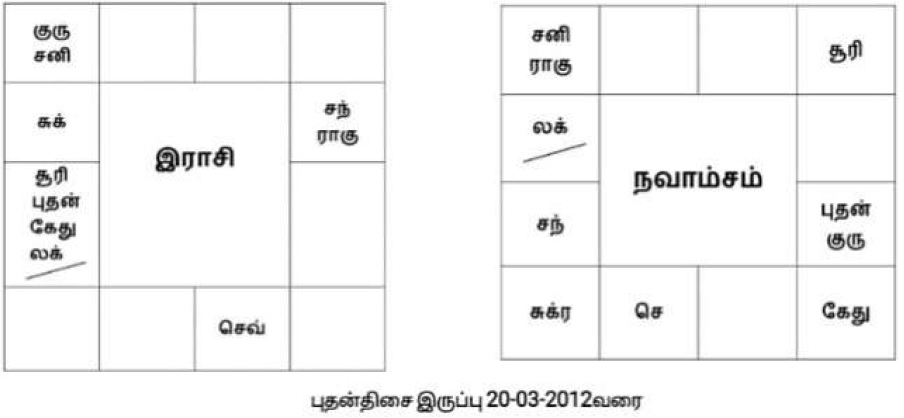 குரு
சனி
சுக்
சந்
ராகு
இராசி
சூரி
புதன்
கேது
லக்
செவ்
சனி
ராகு
சூரி
லக்
நவாம்சம்
சந்
புதன்
குரு
சுக்ர
செ
கேது
புதன்திசை இருப்பு 20-03-2012வரை